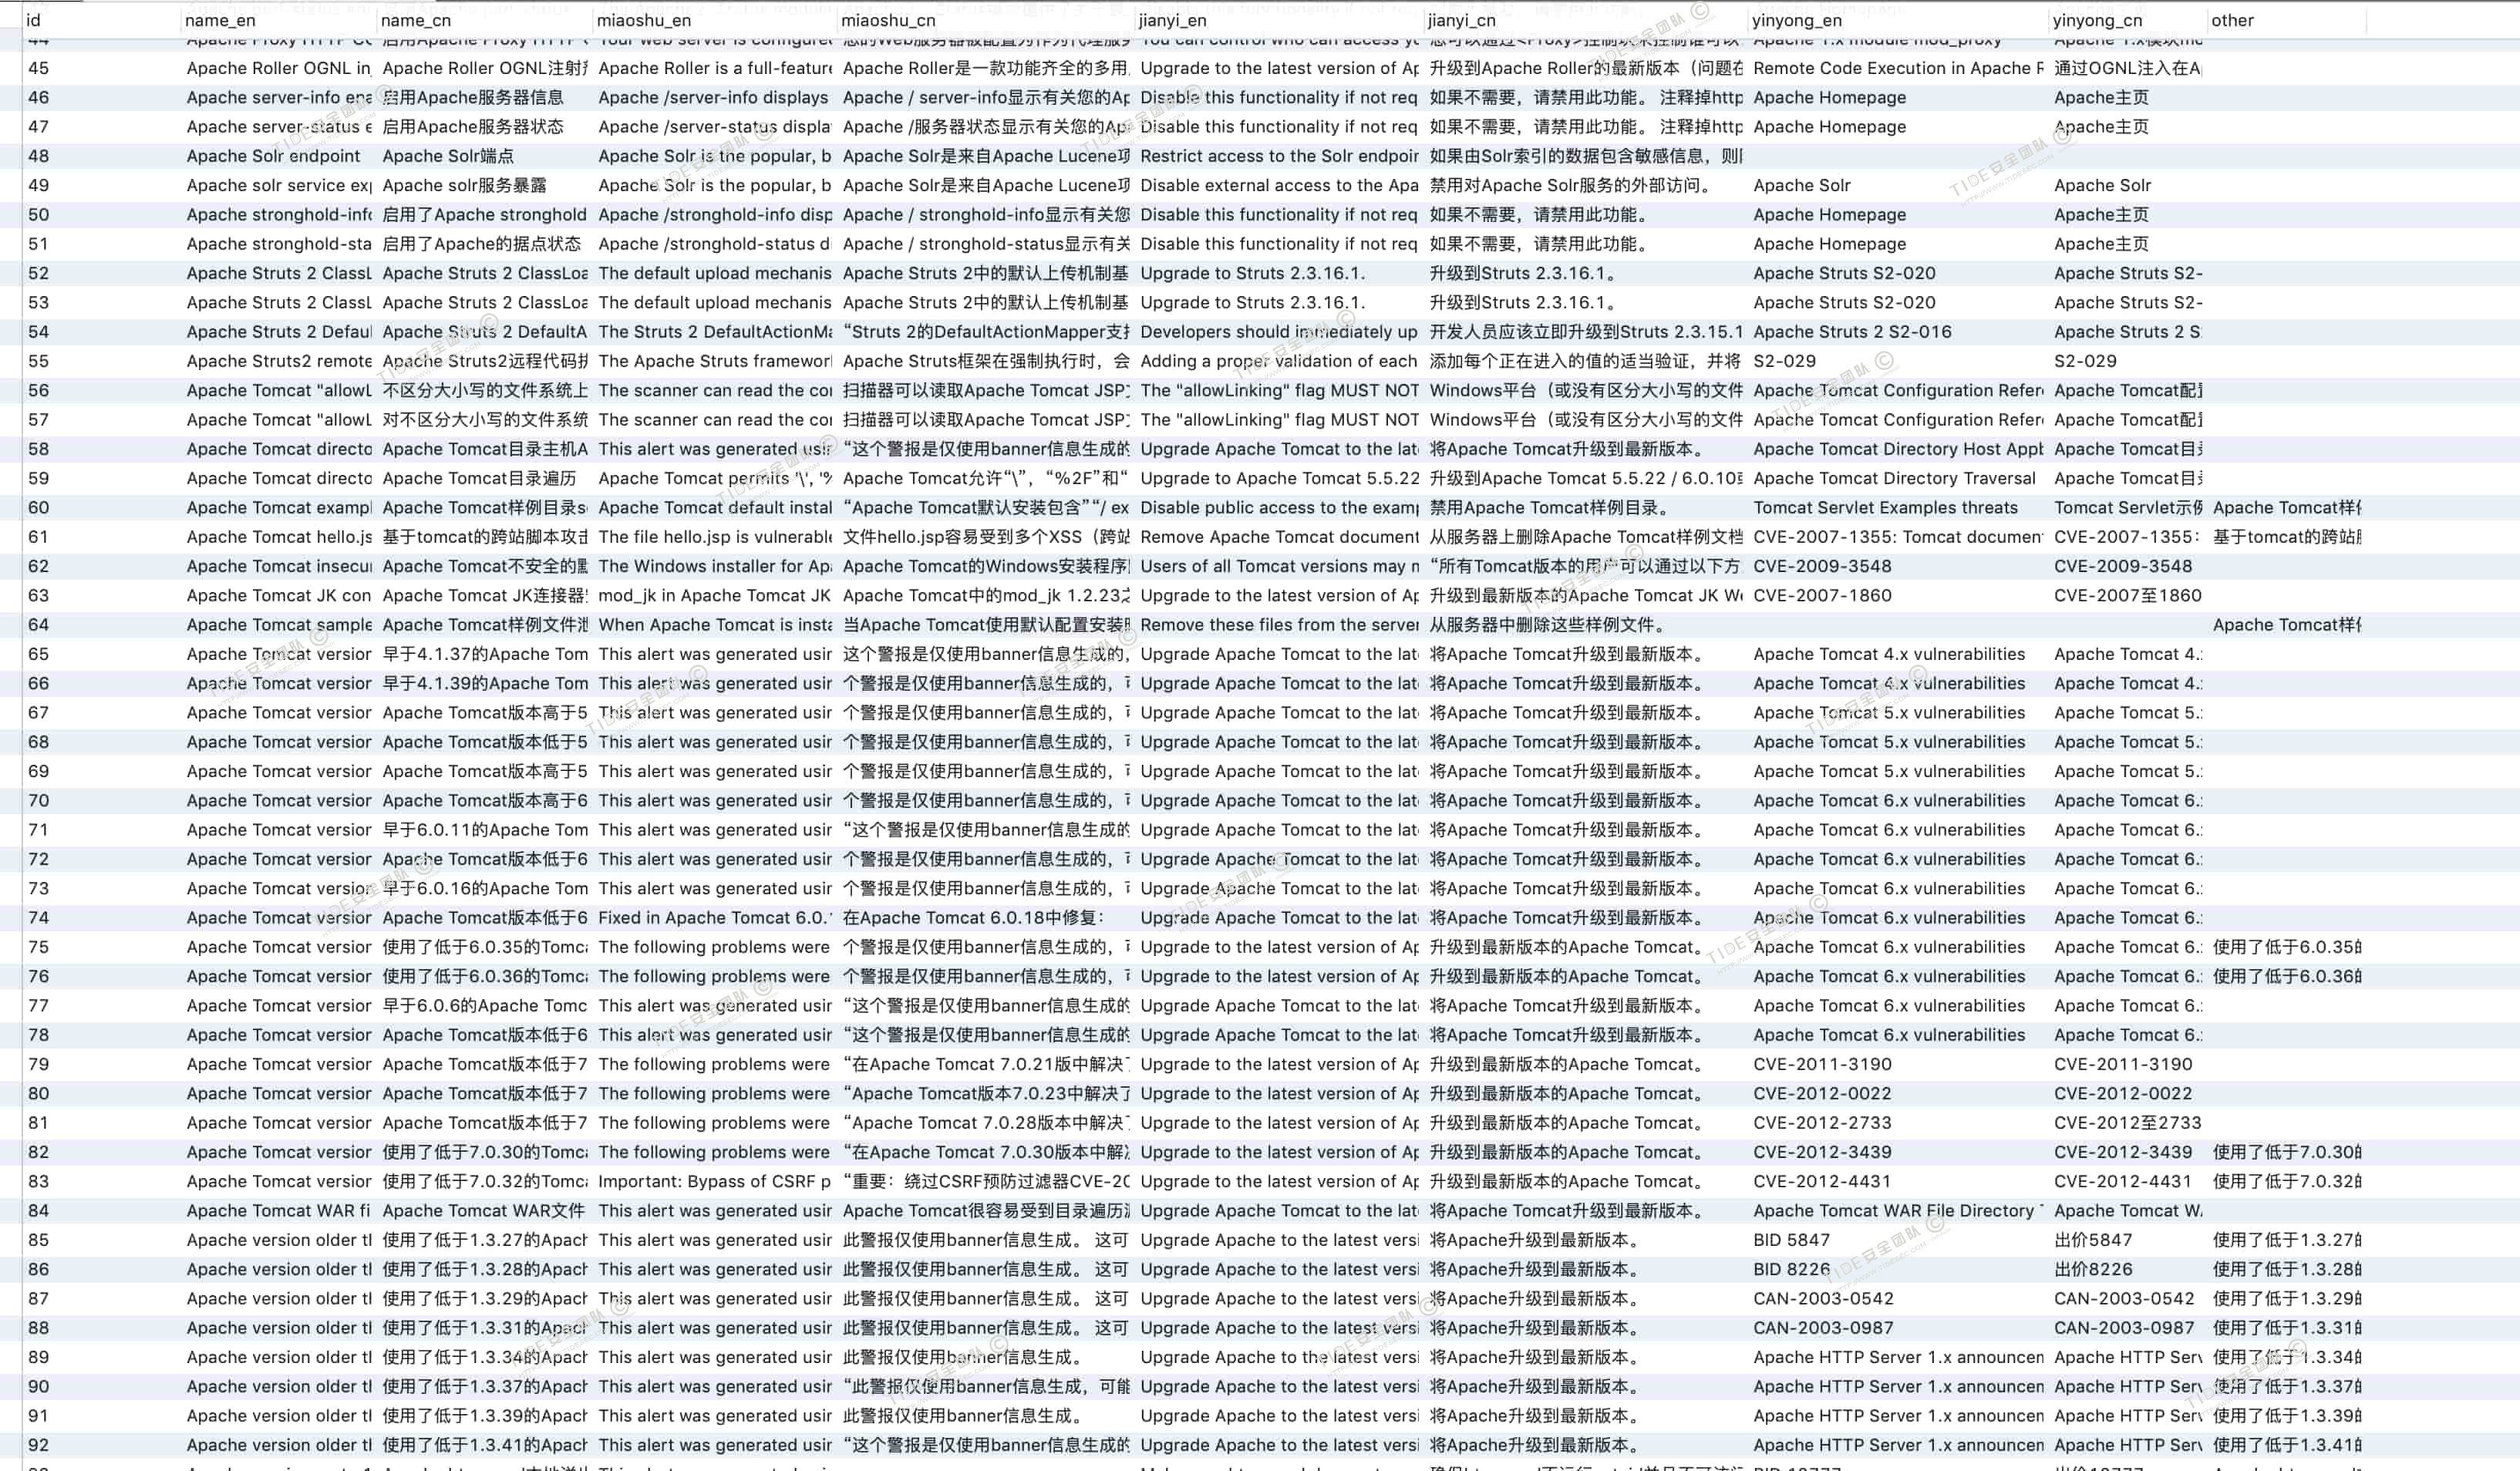 id name_en name_cn miaoshu_en miaoshu_cn jianyi_en jianyi_cn yinyong_en yinyong_cn other
45 Apache Roller OGNL in Apache Roller OGNL注射 Apache Roller is a full-feature Apache Roller是一款功能齐全的多用 Upgrade to the latest version of Ap 升级到Apache Roller的最新版本（问题在 Remote Code Execution in Apache R 通过OGNL注入在A
46 Apache server-info ena 启用Apache服务器信息 Apache /server-info displays Apache / server-info显示有关您的Ap Disable this functionality if not req 如果不需要，请禁用此功能。 注释掉http Apache Homepage Apache主页
47 Apache server-status e 启用Apache服务器状态 Apache /server-status displa Apache /服务器状态显示有关您的Ap Disable this functionality if not req 如果不需要，请禁用此功能。 注释掉http Apache Homepage Apache主页
48 Apache Solr endpoint Apache Solr端点 Apache Solr is the popular, b Apache Solr是来自Apache Lucene项 Restrict access to the Solr endpoin 如果由Solr索引的数据包含敏感信息，则
49 Apache solr service ex Apache solr服务暴露 Apache Solr is the popular, b Apache Solr是来自Apache Lucene项 Disable external access to the Apa 禁用对Apache Solr服务的外部访问。 Apache Solr Apache Solr
50 Apache stronghold-info 启用了Apache stronghold Apache /stronghold-info disp Apache / stronghold-info显示有关您 Disable this functionality if not req 如果不需要，请禁用此功能。 Apache Homepage Apache主页
51 Apache stronghold-sta 启用了Apache的据点状态 Apache /stronghold-status d Apache / stronghold-status显示有关 Disable this functionality if not req 如果不需要，请禁用此功能。 Apache Homepage Apache主页
52 Apache Struts 2 ClassL Apache Struts 2 ClassLoa The default upload mechanis Apache Struts 2中的默认上传机制基 Upgrade to Struts 2.3.16.1. 升级到Struts 2.3.16.1。 Apache Struts S2-020 Apache Struts S2-
53 Apache Struts 2 ClassL Apache Struts 2 ClassLoa The default upload mechanis Apache Struts 2中的默认上传机制基 Upgrade to Struts 2.3.16.1. 升级到Struts 2.3.16.1。 Apache Struts S2-020 Apache Struts S2-
54 Apache Struts 2 Defaul Apache Struts 2 DefaultA The Struts 2 DefaultActionMa “Struts 2的DefaultActionMapper支 Developers should immediately up 开发人员应该立即升级到Struts 2.3.15.1 Apache Struts 2 S2-016 Apache Struts 2 S
55 Apache Struts2 remote Apache Struts2远程代码 The Apache Struts framewor Apache Struts框架在强制执行时，会 Adding a proper validation of each 添加每个正在进入的值的适当验证，并将 S2-029 S2-029
56 Apache Tomcat "allowL 不区分大小写的文件系统上 The scanner can read the co 扫描器可以读取Apache Tomcat JSP The "allowLinking" flag MUST NOT Windows平台（或没有区分大小写的文件 Apache Tomcat Configuration Refer Apache Tomcat配
57 Apache Tomcat "allowL 对不区分大小写的文件系统 The scanner can read the co 扫描器可以读取Apache Tomcat JSP The "allowLinking" flag MUST NOT Windows平台（或没有区分大小写的文件 Apache Tomcat Configuration Refer Apache Tomcat配
58 Apache Tomcat directo Apache Tomcat目录主机A This alert was generated usi “这个警报是仅使用banner信息生成的 Upgrade Apache Tomcat to the lat 将Apache Tomcat升级到最新版本。 Apache Tomcat Directory Host App Apache Tomcat目
59 Apache Tomcat directo Apache Tomcat目录遍历 Apache Tomcat permits '\', '% Apache Tomcat允许“\”，“%2F”和“ Upgrade to Apache Tomcat 5.5.22 升级到Apache Tomcat 5.5.22 / 6.0.10 Apache Tomcat Directory Traversal Apache Tomcat目
60 Apache Tomcat exampl Apache Tomcat样例目录s Apache Tomcat default instal “Apache Tomcat默认安装包含”“/ ex Disable public access to the exam 禁用Apache Tomcat样例目录。 Tomcat Servlet Examples threats Tomcat Servlet示例 Apache Tomcat样
61 Apache Tomcat hello.js 基于tomcat的跨站脚本攻击 The file hello.jsp is vulnerabl 文件hello.jsp容易受到多个XSS（跨站 Remove Apache Tomcat document 从服务器上删除Apache Tomcat样例文档 CVE-2007-1355: Tomcat documen CVE-2007-1355： 基于tomcat的跨站
62 Apache Tomcat insecu Apache Tomcat不安全的默 The Windows installer for Ap Apache Tomcat的Windows安装程序 Users of all Tomcat versions may m “所有Tomcat版本的用户可以通过以下方 CVE-2009-3548 CVE-2009-3548
63 Apache Tomcat JK con Apache Tomcat JK连接器 mod_jk in Apache Tomcat JK Apache Tomcat中的mod_jk 1.2.23之 Upgrade to the latest version of Ap 升级到最新版本的Apache Tomcat JK We CVE-2007-1860 CVE-2007至1860
64 Apache Tomcat sample Apache Tomcat样例文件泄 When Apache Tomcat is insta 当Apache Tomcat使用默认配置安装时 Remove these files from the server 从服务器中删除这些样例文件。 Apache Tomcat样
65 Apache Tomcat version 早于4.1.37的Apache Tom This alert was generated usin 这个警报是仅使用banner信息生成的， Upgrade Apache Tomcat to the lat 将Apache Tomcat升级到最新版本。 Apache Tomcat 4.x vulnerabilities Apache Tomcat 4.
66 Apache Tomcat version 早于4.1.39的Apache Tom This alert was generated usin 个警报是仅使用banner信息生成的， Upgrade Apache Tomcat to the lat 将Apache Tomcat升级到最新版本。 Apache Tomcat 4.x vulnerabilities Apache Tomcat 4.
67 Apache Tomcat version Apache Tomcat版本高于5 This alert was generated usin 个警报是仅使用banner信息生成的， Upgrade Apache Tomcat to the lat 将Apache Tomcat升级到最新版本。 Apache Tomcat 5.x vulnerabilities Apache Tomcat 5.
68 Apache Tomcat version Apache Tomcat版本低于5 This alert was generated usin 个警报是仅使用banner信息生成的， Upgrade Apache Tomcat to the lat 将Apache Tomcat升级到最新版本。 Apache Tomcat 5.x vulnerabilities Apache Tomcat 5.
69 Apache Tomcat version Apache Tomcat版本高于5 This alert was generated usin 个警报是仅使用banner信息生成的， Upgrade Apache Tomcat to the lat 将Apache Tomcat升级到最新版本。 Apache Tomcat 5.x vulnerabilities Apache Tomcat 5.
70 Apache Tomcat version Apache Tomcat版本高于6 This alert was generated usin 个警报是仅使用banner信息生成的， Upgrade Apache Tomcat to the lat 将Apache Tomcat升级到最新版本。 Apache Tomcat 6.x vulnerabilities Apache Tomcat 6.
71 Apache Tomcat version 早于6.0.11的Apache Tom This alert was generated usin “这个警报是仅使用banner信息生成的 Upgrade Apache Tomcat to the lat 将Apache Tomcat升级到最新版本。 Apache Tomcat 6.x vulnerabilities Apache Tomcat 6.
72 Apache Tomcat version Apache Tomcat版本低于6 This alert was generated usin 个警报是仅使用banner信息生成的， Upgrade Apache Tomcat to the lat 将Apache Tomcat升级到最新版本。 Apache Tomcat 6.x vulnerabilities Apache Tomcat 6.
73 Apache Tomcat version 早于6.0.16的Apache Tom This alert was generated usin 个警报是仅使用banner信息生成的， Upgrade Apache Tomcat to the lat 将Apache Tomcat升级到最新版本。 Apache Tomcat 6.x vulnerabilities Apache Tomcat 6.
74 Apache Tomcat version Apache Tomcat版本低于6 Fixed in Apache Tomcat 6.0. 在Apache Tomcat 6.0.18中修复： Upgrade Apache Tomcat to the lat 将Apache Tomcat升级到最新版本。 Apache Tomcat 6.x vulnerabilities Apache Tomcat 6.
75 Apache Tomcat version 使用了低于6.0.35的Tomc The following problems were 个警报是仅使用banner信息生成的， Upgrade to the latest version of Ap 升级到最新版本的Apache Tomcat。 Apache Tomcat 6.x vulnerabilities Apache Tomcat 6. 使用了低于6.0.35的
76 Apache Tomcat version 使用了低于6.0.36的Tomc The following problems were 个警报是仅使用banner信息生成的， Upgrade to the latest version of Ap 升级到最新版本的Apache Tomcat。 Apache Tomcat 6.x vulnerabilities Apache Tomcat 6. 使用了低于6.0.36的
77 Apache Tomcat version 早于6.0.6的Apache Tomc This alert was generated usin “这个警报是仅使用banner信息生成的 Upgrade Apache Tomcat to the lat 将Apache Tomcat升级到最新版本。 Apache Tomcat 6.x vulnerabilities Apache Tomcat 6.
78 Apache Tomcat version Apache Tomcat版本低于6 This alert was generated usin “这个警报是仅使用banner信息生成的 Upgrade Apache Tomcat to the lat 将Apache Tomcat升级到最新版本。 Apache Tomcat 6.x vulnerabilities Apache Tomcat 6.
79 Apache Tomcat version Apache Tomcat版本低于7 The following problems were “在Apache Tomcat 7.0.21版中解决 Upgrade to the latest version of Ap 升级到最新版本的Apache Tomcat。 CVE-2011-3190 CVE-2011-3190
80 Apache Tomcat version Apache Tomcat版本低于7 The following problems were “Apache Tomcat版本7.0.23中解决了 Upgrade to the latest version of Ap 升级到最新版本的Apache Tomcat。 CVE-2012-0022 CVE-2012-0022
81 Apache Tomcat version Apache Tomcat版本低于7 The following problems were “Apache Tomcat 7.0.28版本中解决 Upgrade to the latest version of Ap 升级到最新版本的Apache Tomcat。 CVE-2012-2733 CVE-2012至2733
82 Apache Tomcat version 使用了低于7.0.30的Tomc The following problems were “在Apache Tomcat 7.0.30版本中解 Upgrade to the latest version of Ap 升级到最新版本的Apache Tomcat。 CVE-2012-3439 CVE-2012-3439 使用了低于7.0.30的
83 Apache Tomcat version 使用了低于7.0.32的Tomc Important: Bypass of CSRF p “重要：绕过CSRF预防过滤器CVE-20 Upgrade to the latest version of Ap 升级到最新版本的Apache Tomcat。 CVE-2012-4431 CVE-2012-4431 使用了低于7.0.32的
84 Apache Tomcat WAR fi Apache Tomcat WAR文件 This alert was generated usin Apache Tomcat很容易受到目录遍历 Upgrade Apache Tomcat to the lat 将Apache Tomcat升级到最新版本。 Apache Tomcat WAR File Directory Apache Tomcat WA
85 Apache version older t 使用了低于1.3.27的Apach This alert was generated usin 此警报仅使用banner信息生成。 这可 Upgrade Apache to the latest versi 将Apache升级到最新版本。 BID 5847 出价5847 使用了低于1.3.27的
86 Apache version older t 使用了低于1.3.28的Apach This alert was generated usin 此警报仅使用banner信息生成。 这可 Upgrade Apache to the latest versi 将Apache升级到最新版本。 BID 8226 出价8226 使用了低于1.3.28的
87 Apache version older t 使用了低于1.3.29的Apach This alert was generated usin 此警报仅使用banner信息生成。 这可 Upgrade Apache to the latest versi 将Apache升级到最新版本。 CAN-2003-0542 CAN-2003-0542 使用了低于1.3.29的
88 Apache version older t 使用了低于1.3.31的Apach This alert was generated usin 此警报仅使用banner信息生成。 这可 Upgrade Apache to the latest versi 将Apache升级到最新版本。 CAN-2003-0987 CAN-2003-0987 使用了低于1.3.31的
89 Apache version older t 使用了低于1.3.34的Apach This alert was generated usin 此警报仅使用banner信息生成。 Upgrade Apache to the latest versi 将Apache升级到最新版本。 Apache HTTP Server 1.x announcen Apache HTTP Serv 使用了低于1.3.34的
90 Apache version older t 使用了低于1.3.37的Apach This alert was generated usin “此警报仅使用banner信息生成，可能 Upgrade Apache to the latest versi 将Apache升级到最新版本。 Apache HTTP Server 1.x announcen Apache HTTP Serv 使用了低于1.3.37的
91 Apache version older t 使用了低于1.3.39的Apach This alert was generated usin 此警报仅使用banner信息生成。 Upgrade Apache to the latest versi 将Apache升级到最新版本。 Apache HTTP Server 1.x announcen Apache HTTP Serv 使用了低于1.3.39的
92 Apache version older t 使用了低于1.3.41的Apach This alert was generated usin “这个警报是仅使用banner信息生成的 Upgrade Apache to the latest versi 将Apache升级到最新版本。 Apache HTTP Server 1.x announcen Apache HTTP Serv 使用了低于1.3.41的